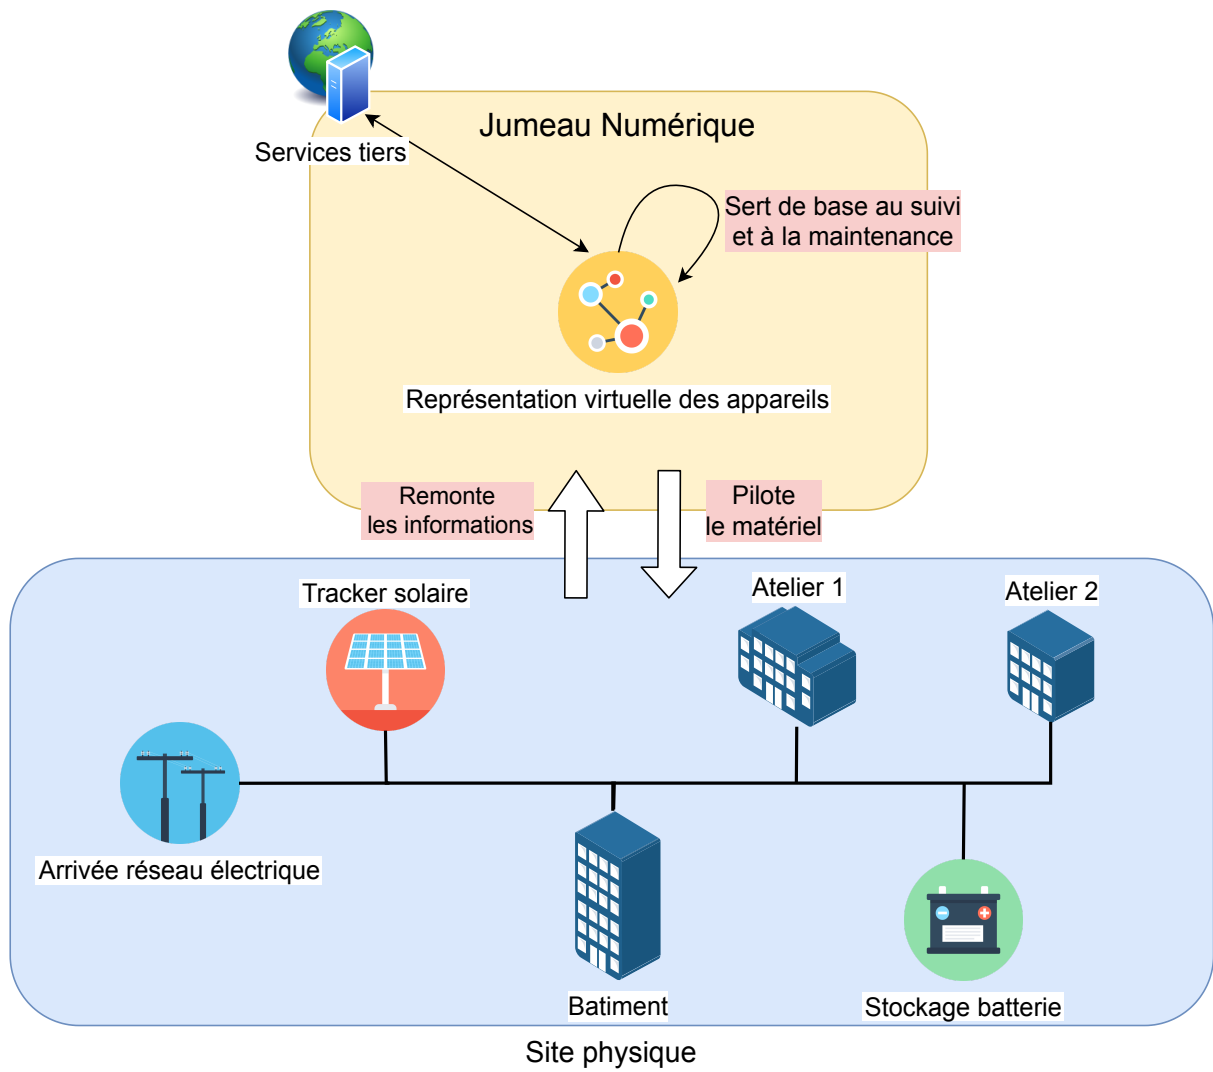 Jumeau Numérique
Services tiers
Sert de base au suivi
et à la maintenance
Représentation virtuelle des appareils
Remonte
les informations
Pilote
le matériel
Tracker solaire
Atelier 1
Atelier 2
Arrivée réseau électrique
Batiment
Stockage batterie
Site physique